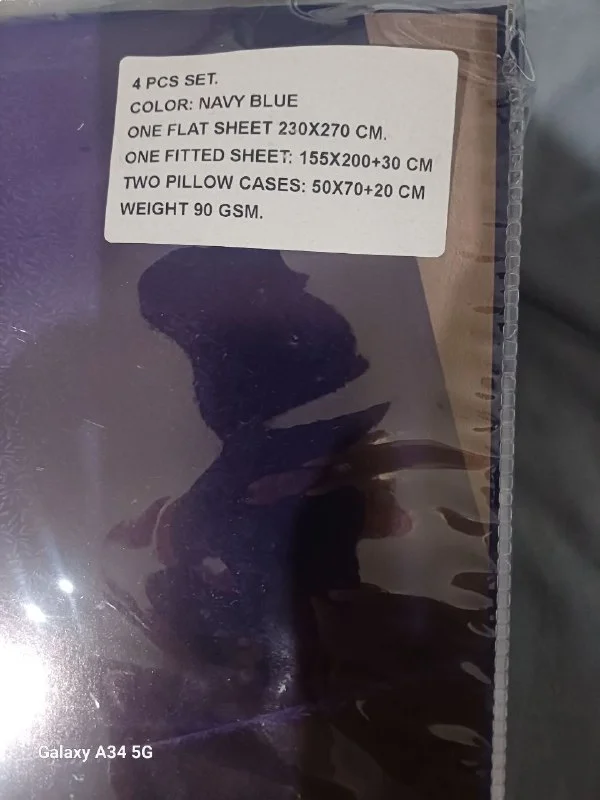 4 PCS SET.
COLOR: NAVY BLUE
ONE FLAT SHEET 230X270 CM.
ONE FITTED SHEET: 155X200+30 CM
TWO PILLOW CASES: 50X70+20 CM
WEIGHT 90 GSM.
Galaxy A34 5G